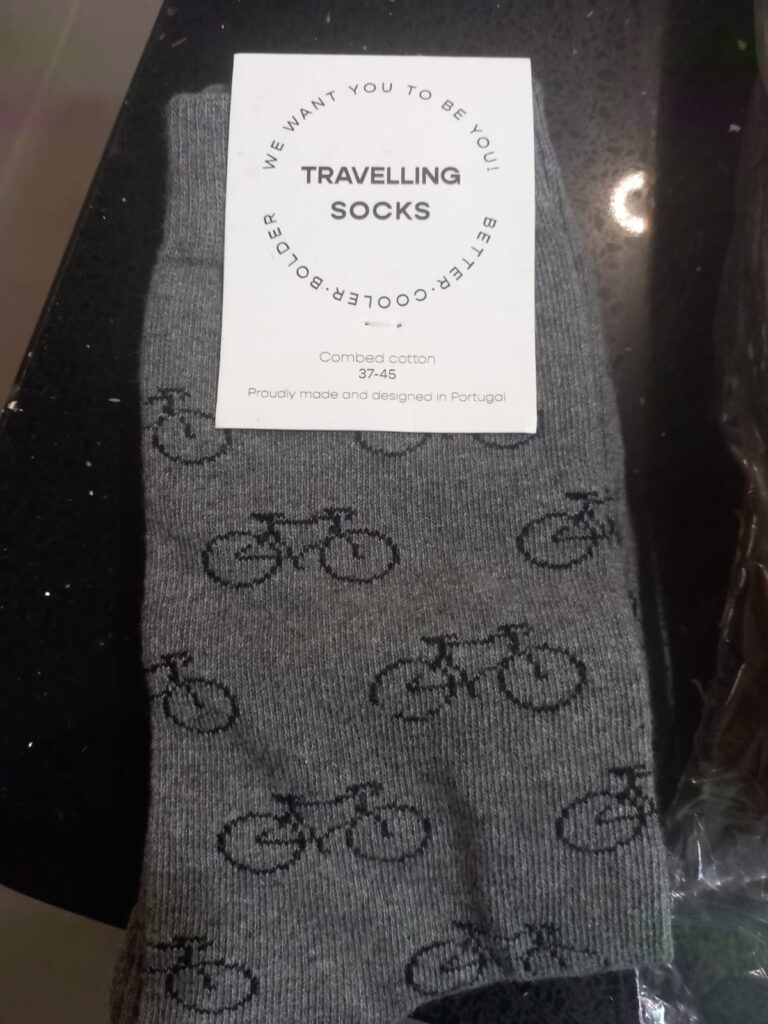 WE WANT YOU TO BE YOU!
TRAVELLING
SOCKS
BETTER·COOLER·BOLDER
Combed cotton
37-45
Proudly made and designed in Portugal